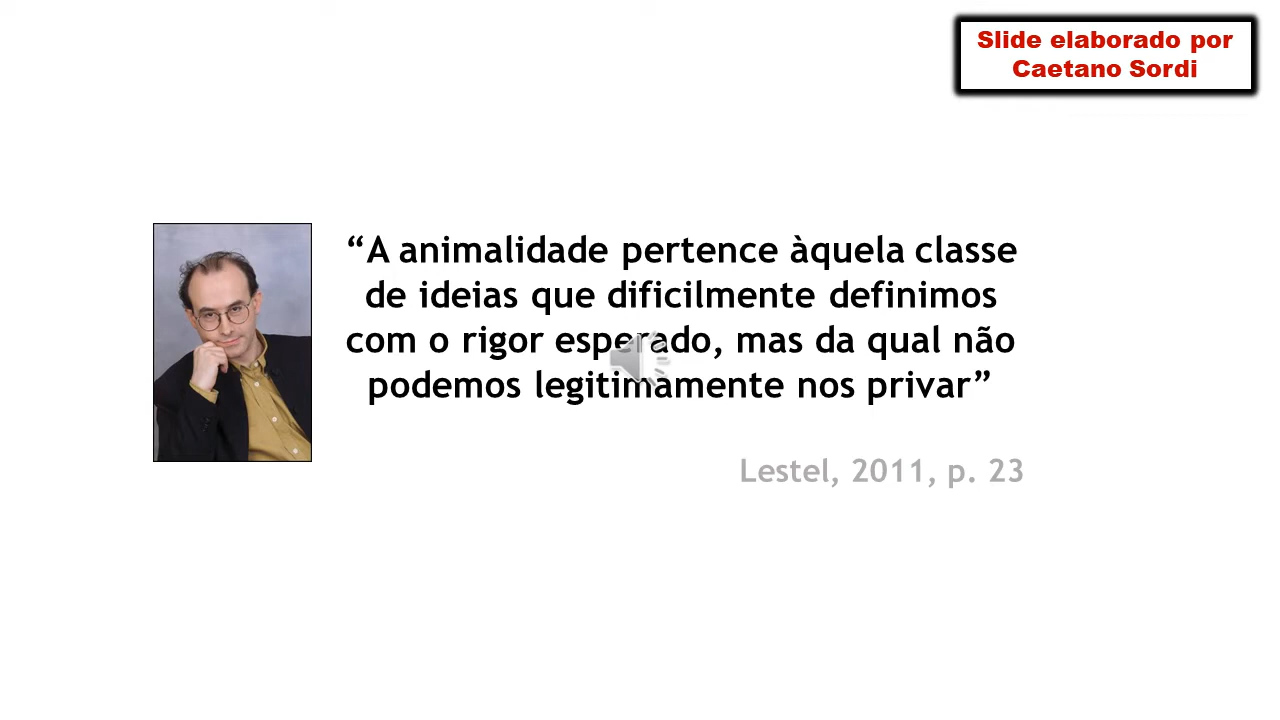 Slide elaborado por
Caetano Sordi
“A animalidade pertence àquela classe
de ideias que dificilmente definimos
com o rigor esperado, mas da qual não
podemos legitimamente nos privar”
Lestel, 2011, p. 23